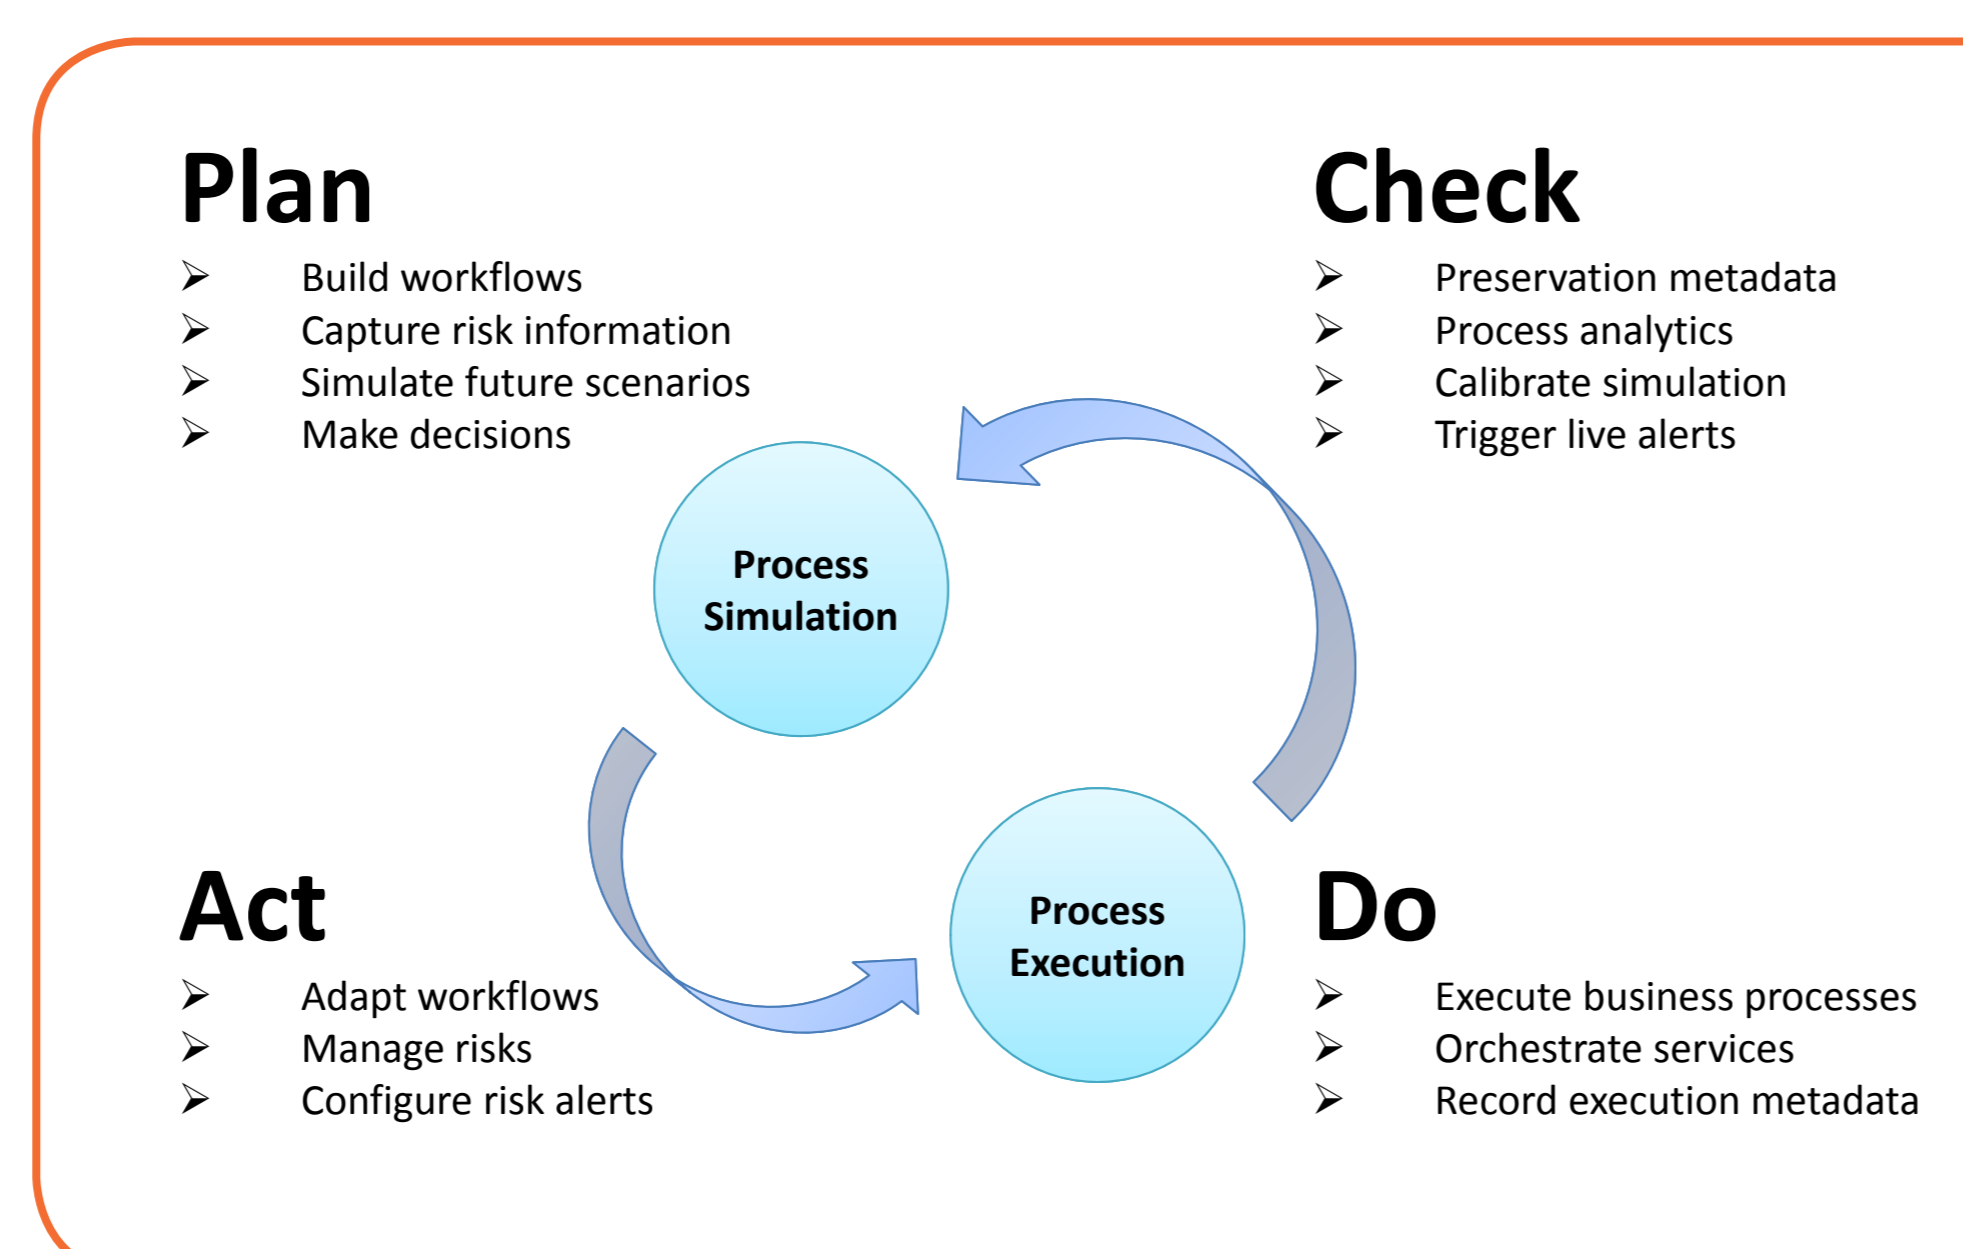 Plan
➢ Build workflows
➢ Capture risk information
➢ Simulate future scenarios
➢ Make decisions
Check
➢ Preservation metadata
➢ Process analytics
➢ Calibrate simulation
➢ Trigger live alerts
Process
Simulation
Process
Execution
Act
➢ Adapt workflows
➢ Manage risks
➢ Configure risk alerts
Do
➢ Execute business processes
➢ Orchestrate services
➢ Record execution metadata